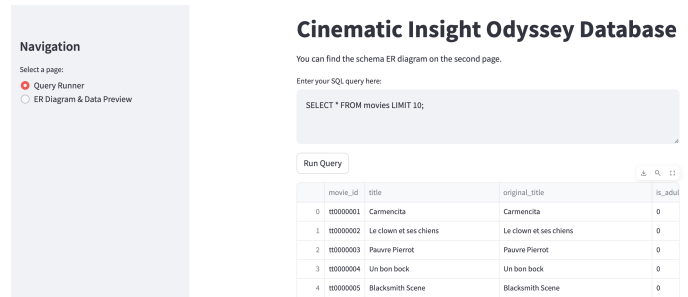 Navigation
Select a page:
Query Runner
ER Diagram & Data Preview
Cinematic Insight Odyssey Database
You can find the schema ER diagram on the second page.
Enter your SQL query here:
SELECT * FROM movies LIMIT 10;
Run Query
movie_id title original_title is_adul
0 tt0000001 Carmencita Carmencita 0
1 tt0000002 Le clown et ses chiens Le clown et ses chiens 0
2 tt0000003 Pauvre Pierrot Pauvre Pierrot 0
3 tt0000004 Un bon bock Un bon bock 0
4 tt0000005 Blacksmith Scene Blacksmith Scene 0